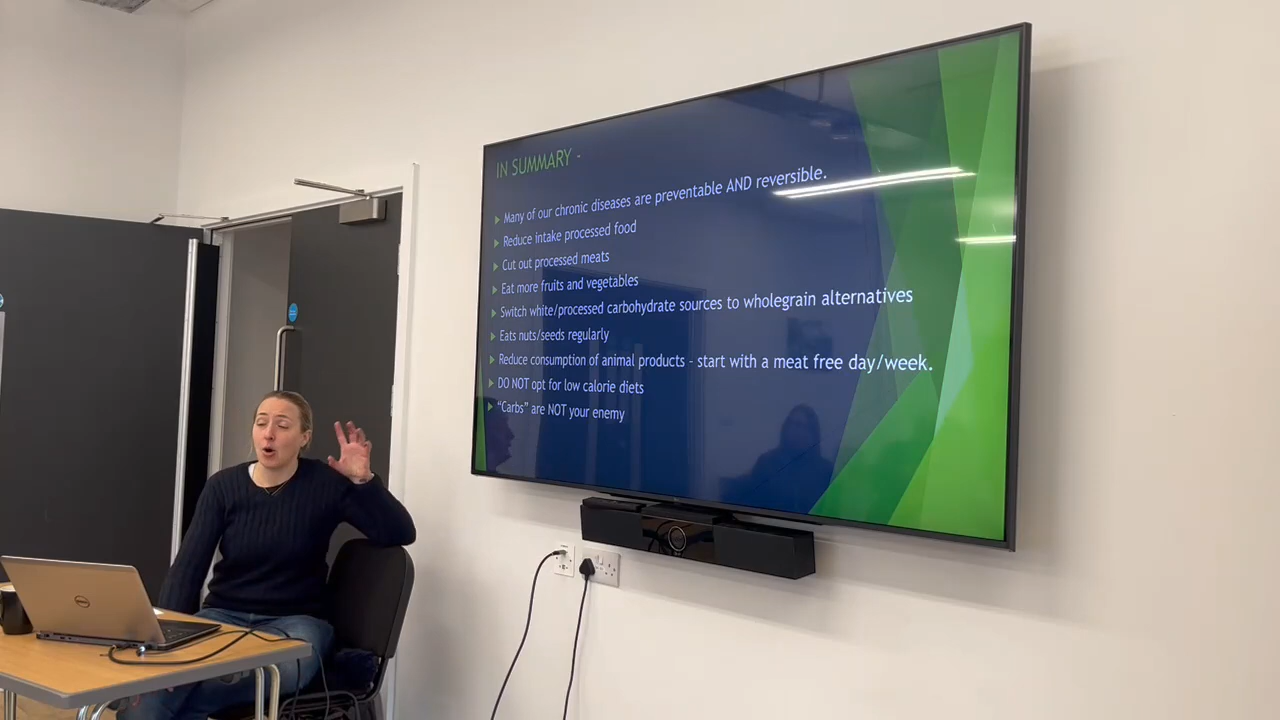 IN SUMMARY -
Many of our chronic diseases are preventable AND reversible.
Reduce intake processed food
Cut out processed meats
Eat more fruits and vegetables
Switch white/processed carbohydrate sources to wholegrain alternatives
Eats nuts/seeds regularly
Reduce consumption of animal products - start with a meat free day/week.
DO NOT opt for low calorie diets
"Carbs" are NOT your enemy
DELL